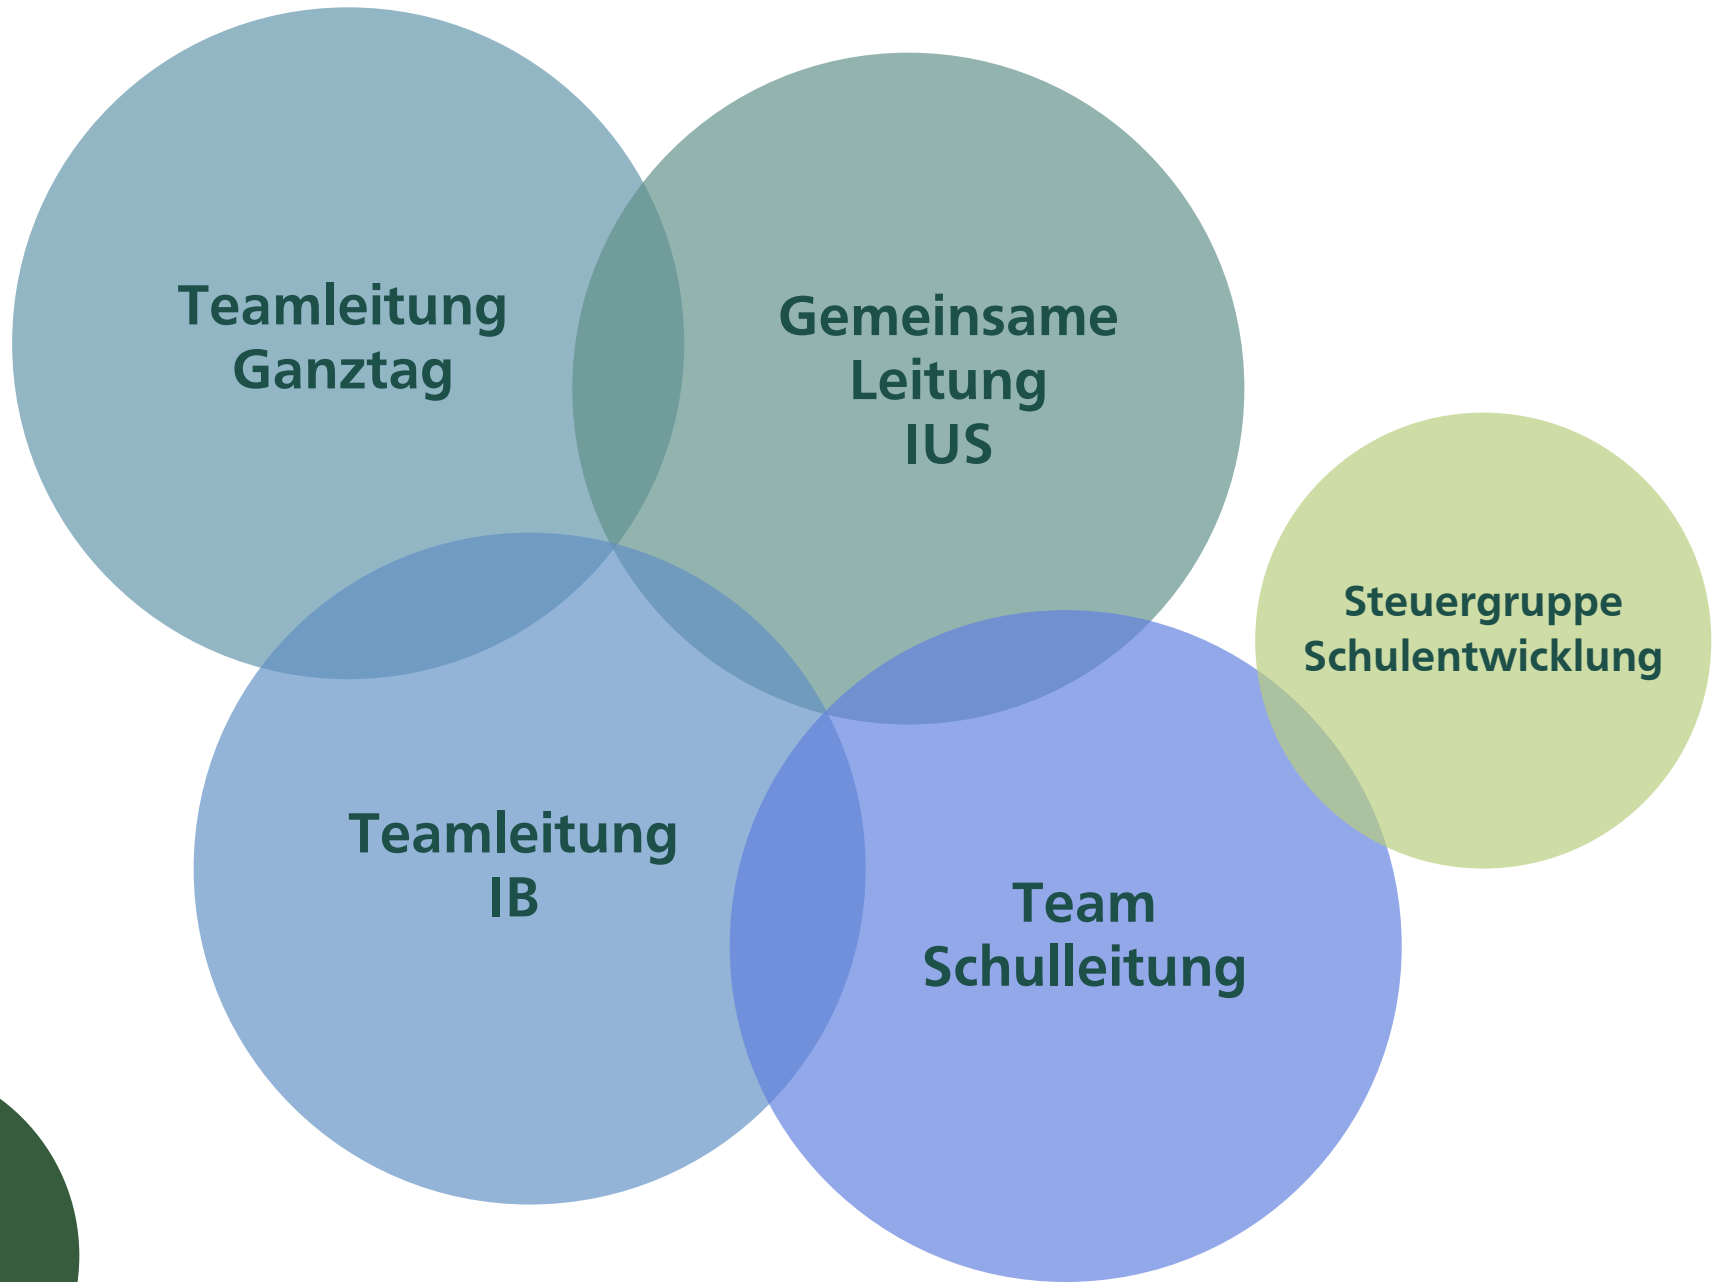 Teamleitung
Ganztag
Gemeinsame
Leitung
IUS
Steuergruppe
Schulentwicklung
Teamleitung
IB
Team
Schulleitung